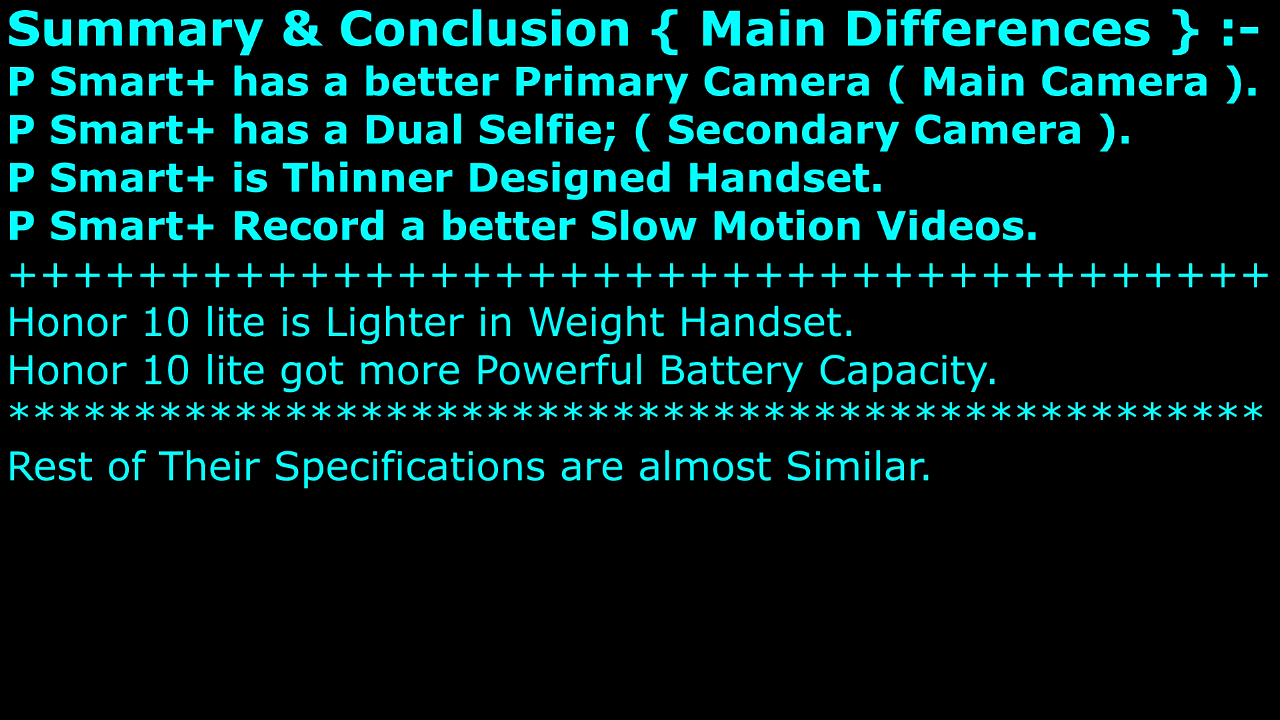 Summary & Conclusion { Main Differences } :-
P Smart+ has a better Primary Camera ( Main Camera ).
P Smart+ has a Dual Selfie; ( Secondary Camera ).
P Smart+ is Thinner Designed Handset.
P Smart+ Record a better Slow Motion Videos.
+++++++++++++++++++++++++++++++++++++++
Honor 10 lite is Lighter in Weight Handset.
Honor 10 lite got more Powerful Battery Capacity.
**************************************************
Rest of Their Specifications are almost Similar.